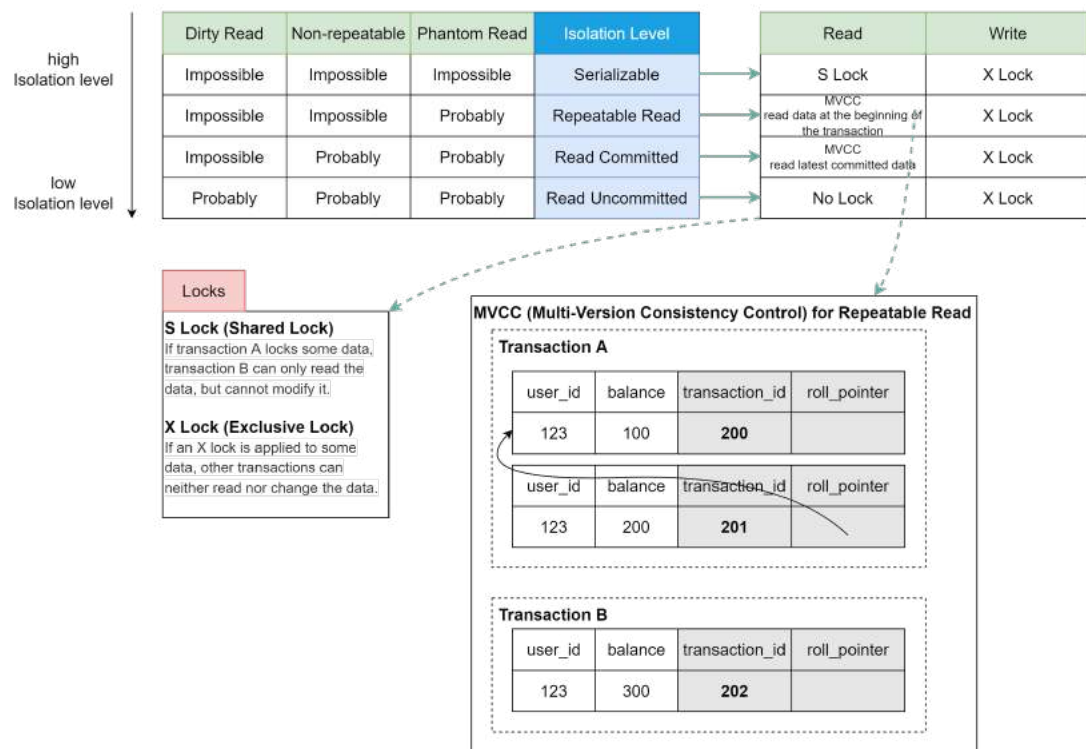 Dirty Read Non-repeatable Phantom Read Isolation Level Read Write
high
Isolation level
Impossible Impossible Impossible Serializable S Lock X Lock
Impossible Impossible Probably Repeatable Read MVCC
read data at the beginning of
the transaction X Lock
Impossible Probably Probably Read Committed MVCC
read latest committed data X Lock
low
Isolation level
Probably Probably Probably Read Uncommitted No Lock X Lock
Locks
S Lock (Shared Lock)
If transaction A locks some data,
transaction B can only read the
data, but cannot modify it.
X Lock (Exclusive Lock)
If an X lock is applied to some
data, other transactions can
neither read nor change the data.
MVCC (Multi-Version Consistency Control) for Repeatable Read
Transaction A
user_id balance transaction_id roll_pointer
123 100 200
user_id balance transaction_id roll_pointer
123 200 201
Transaction B
user_id balance transaction_id roll_pointer
123 300 202